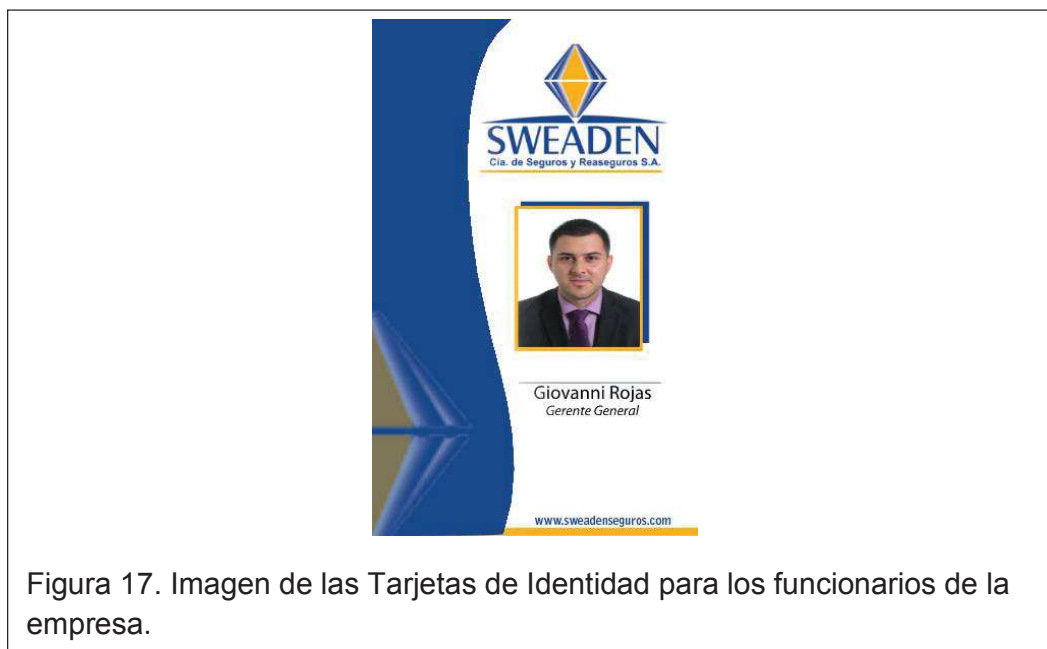 SWEADEN
Cía. de Seguros y Reaseguros S.A.
Giovanni Rojas
Gerente General
www.sweadenseguros.com
Figura 17. Imagen de las Tarjetas de Identidad para los funcionarios de la
empresa.